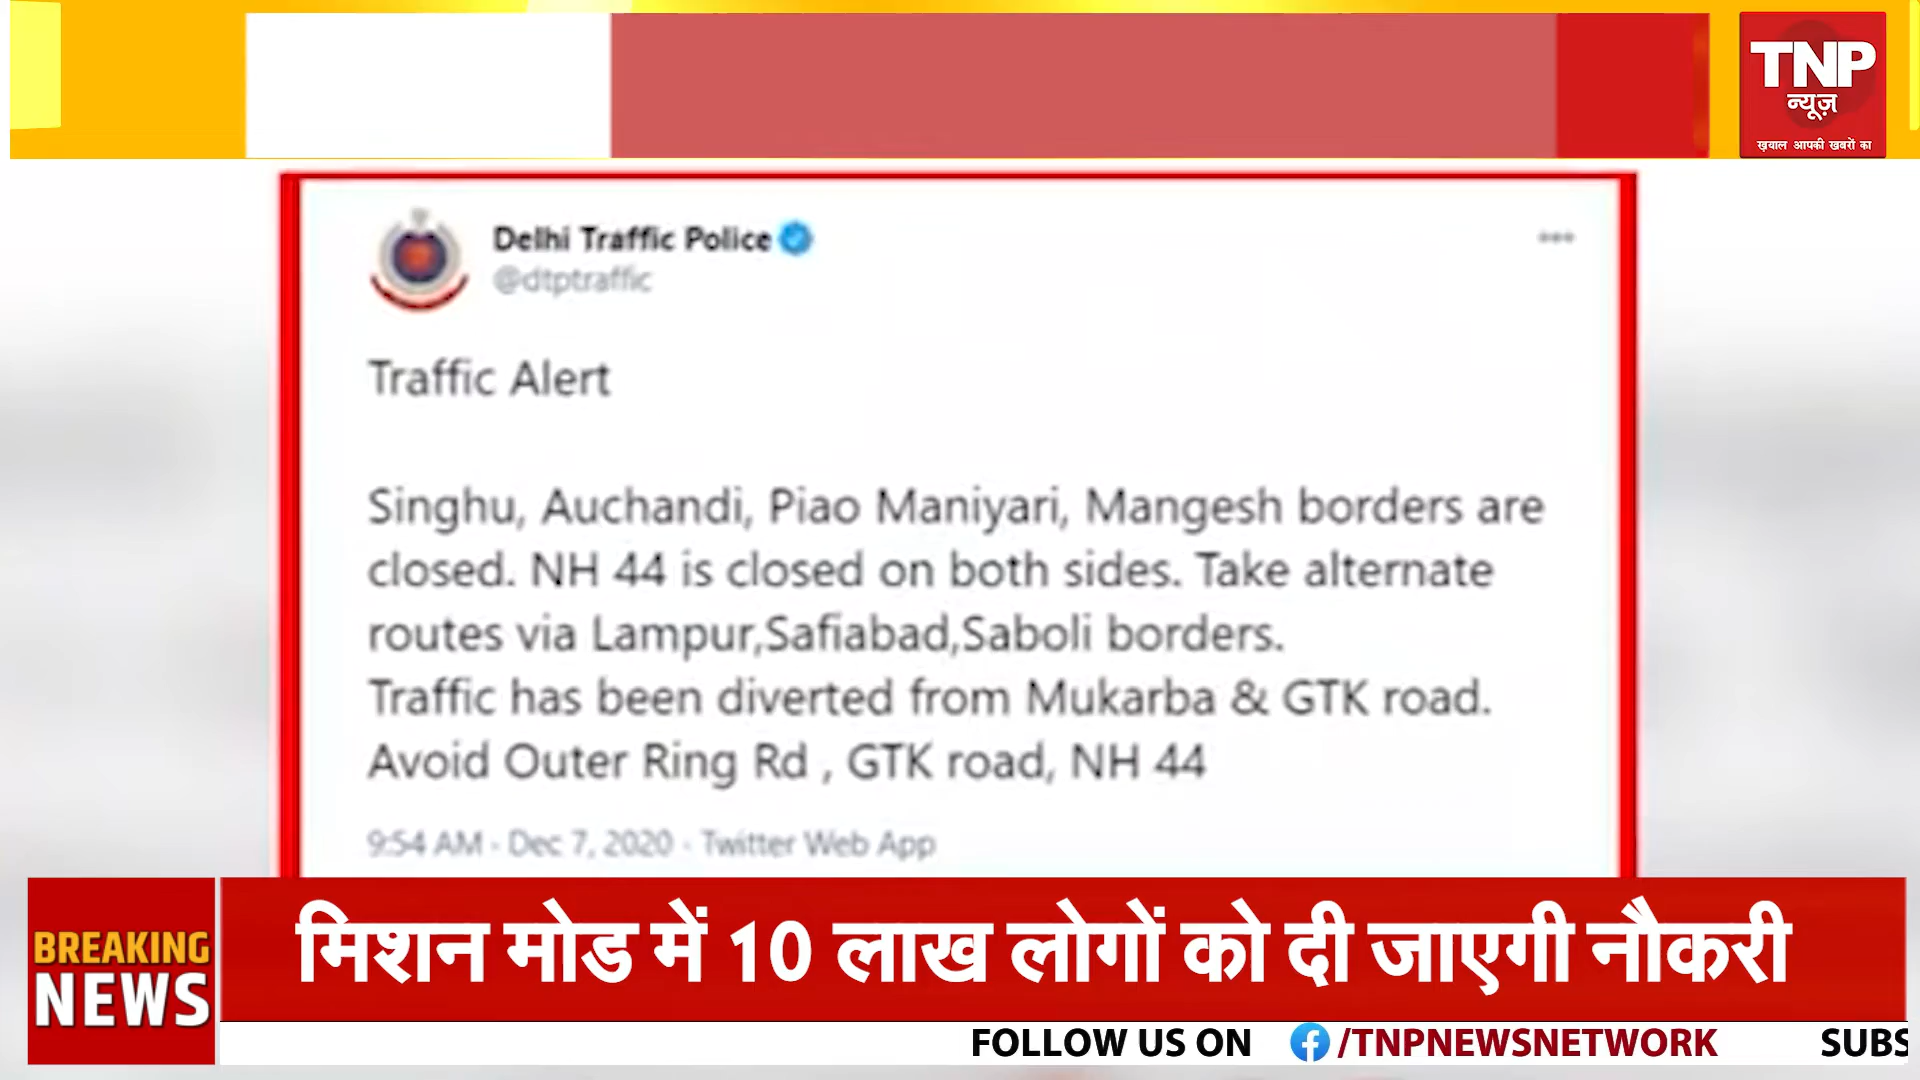 TNP
न्यूज़
ख़याल आपकी खबरों का
Delhi Traffic Police
@dtptraffic
Traffic Alert
Singhu, Auchandi, Piao Maniyari, Mangesh borders are
closed. NH 44 is closed on both sides. Take alternate
routes via Lampur,Safiabad,Saboli borders.
Traffic has been diverted from Mukarba & GTK road.
Avoid Outer Ring Rd , GTK road, NH 44
9:54 AM · Dec 7, 2020 · Twitter Web App
BREAKING
NEWS
मिशन मोड में 10 लाख लोगों को दी जाएगी नौकरी
FOLLOW US ON /TNPNEWSNETWORK SUBS